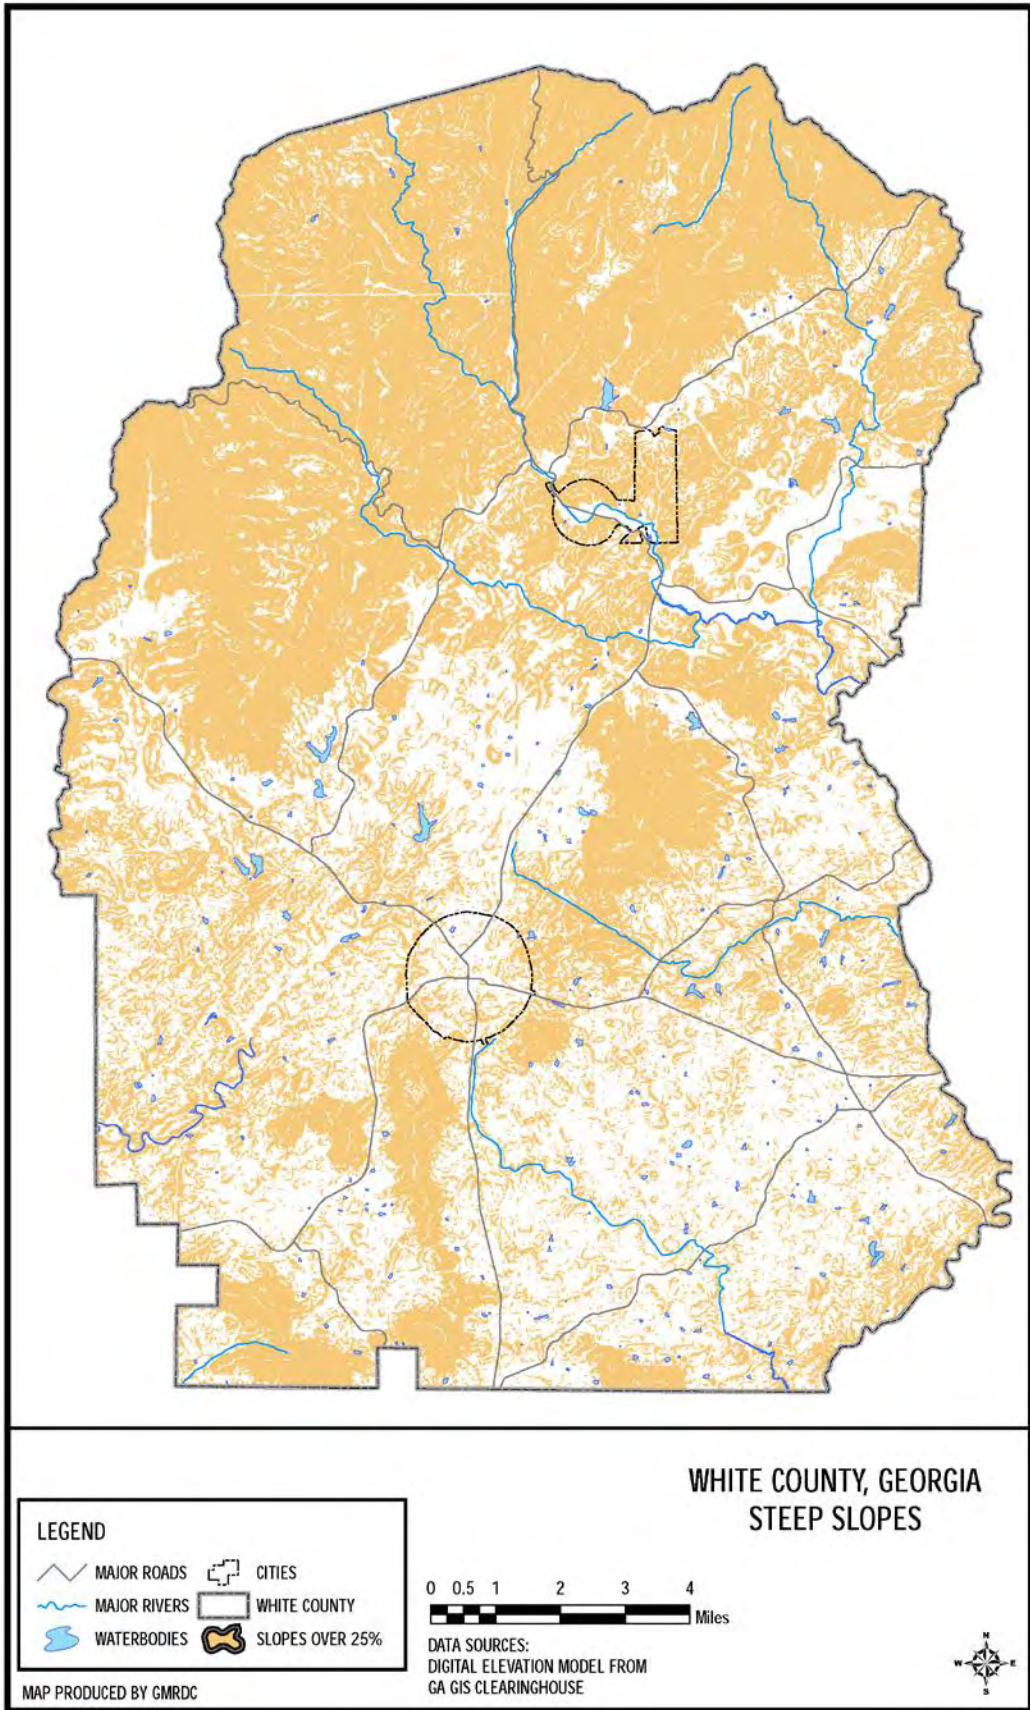 WHITE COUNTY, GEORGIA
STEEP SLOPES
LEGEND
MAJOR ROADS
CITIES
MAJOR RIVERS
WHITE COUNTY
WATERBODIES
SLOPES OVER 25%
MAP PRODUCED BY GMRDC
0 0.5 1 2 3 4
Miles
DATA SOURCES:
DIGITAL ELEVATION MODEL FROM
GA GIS CLEARINGHOUSE
N
W E
S